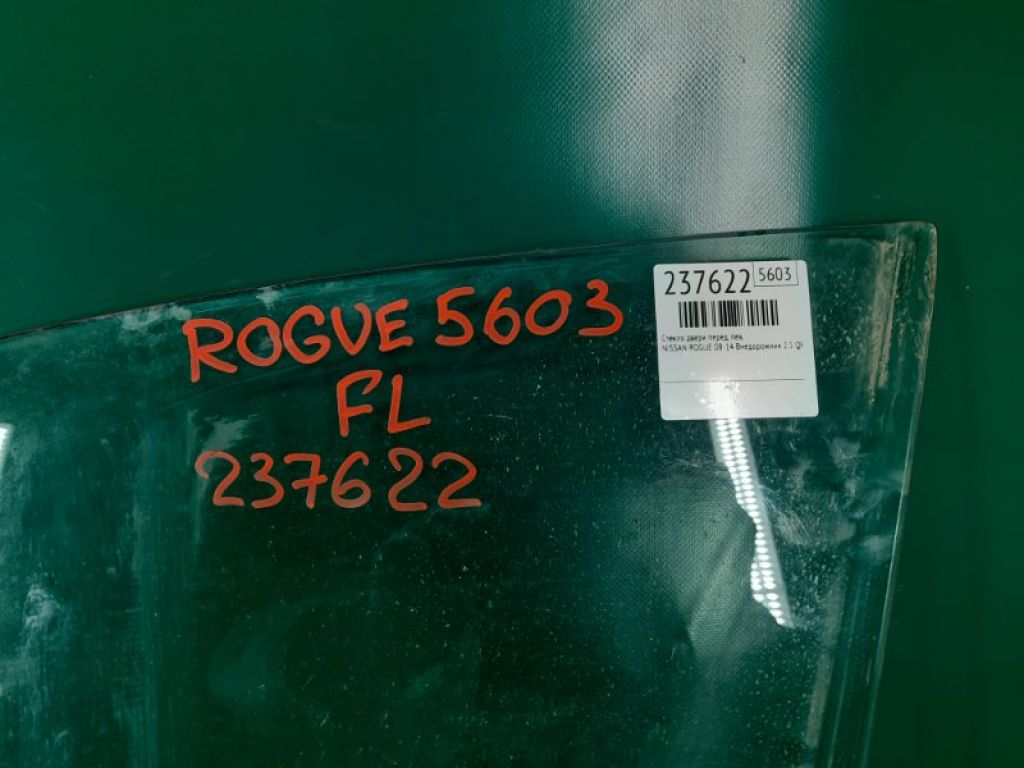 ROGUE 5603
FL
237622
237622 5603
Стекло двери перед. лев.
NISSAN ROGUE 08-14 Внедорожник 2.5 QR